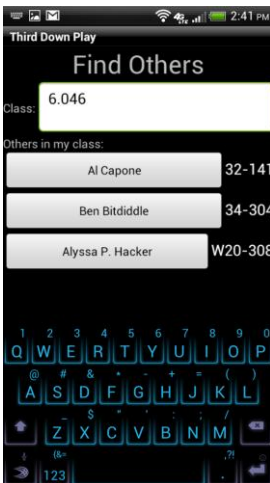 2:41 PM
Third Down Play
Find Others
Class: 6.046
Others in my class:
Al Capone 32-141
Ben Bitdiddle 34-304
Alyssa P. Hacker W20-308
1 2 3 4 5 6 7 8 9 0
Q W E R T Y U I O P
@ # & * - + = ( )
A S D F G H J K L
_ $ " ' : ; /
Z X C V B N M
(&= ,?!
123 .